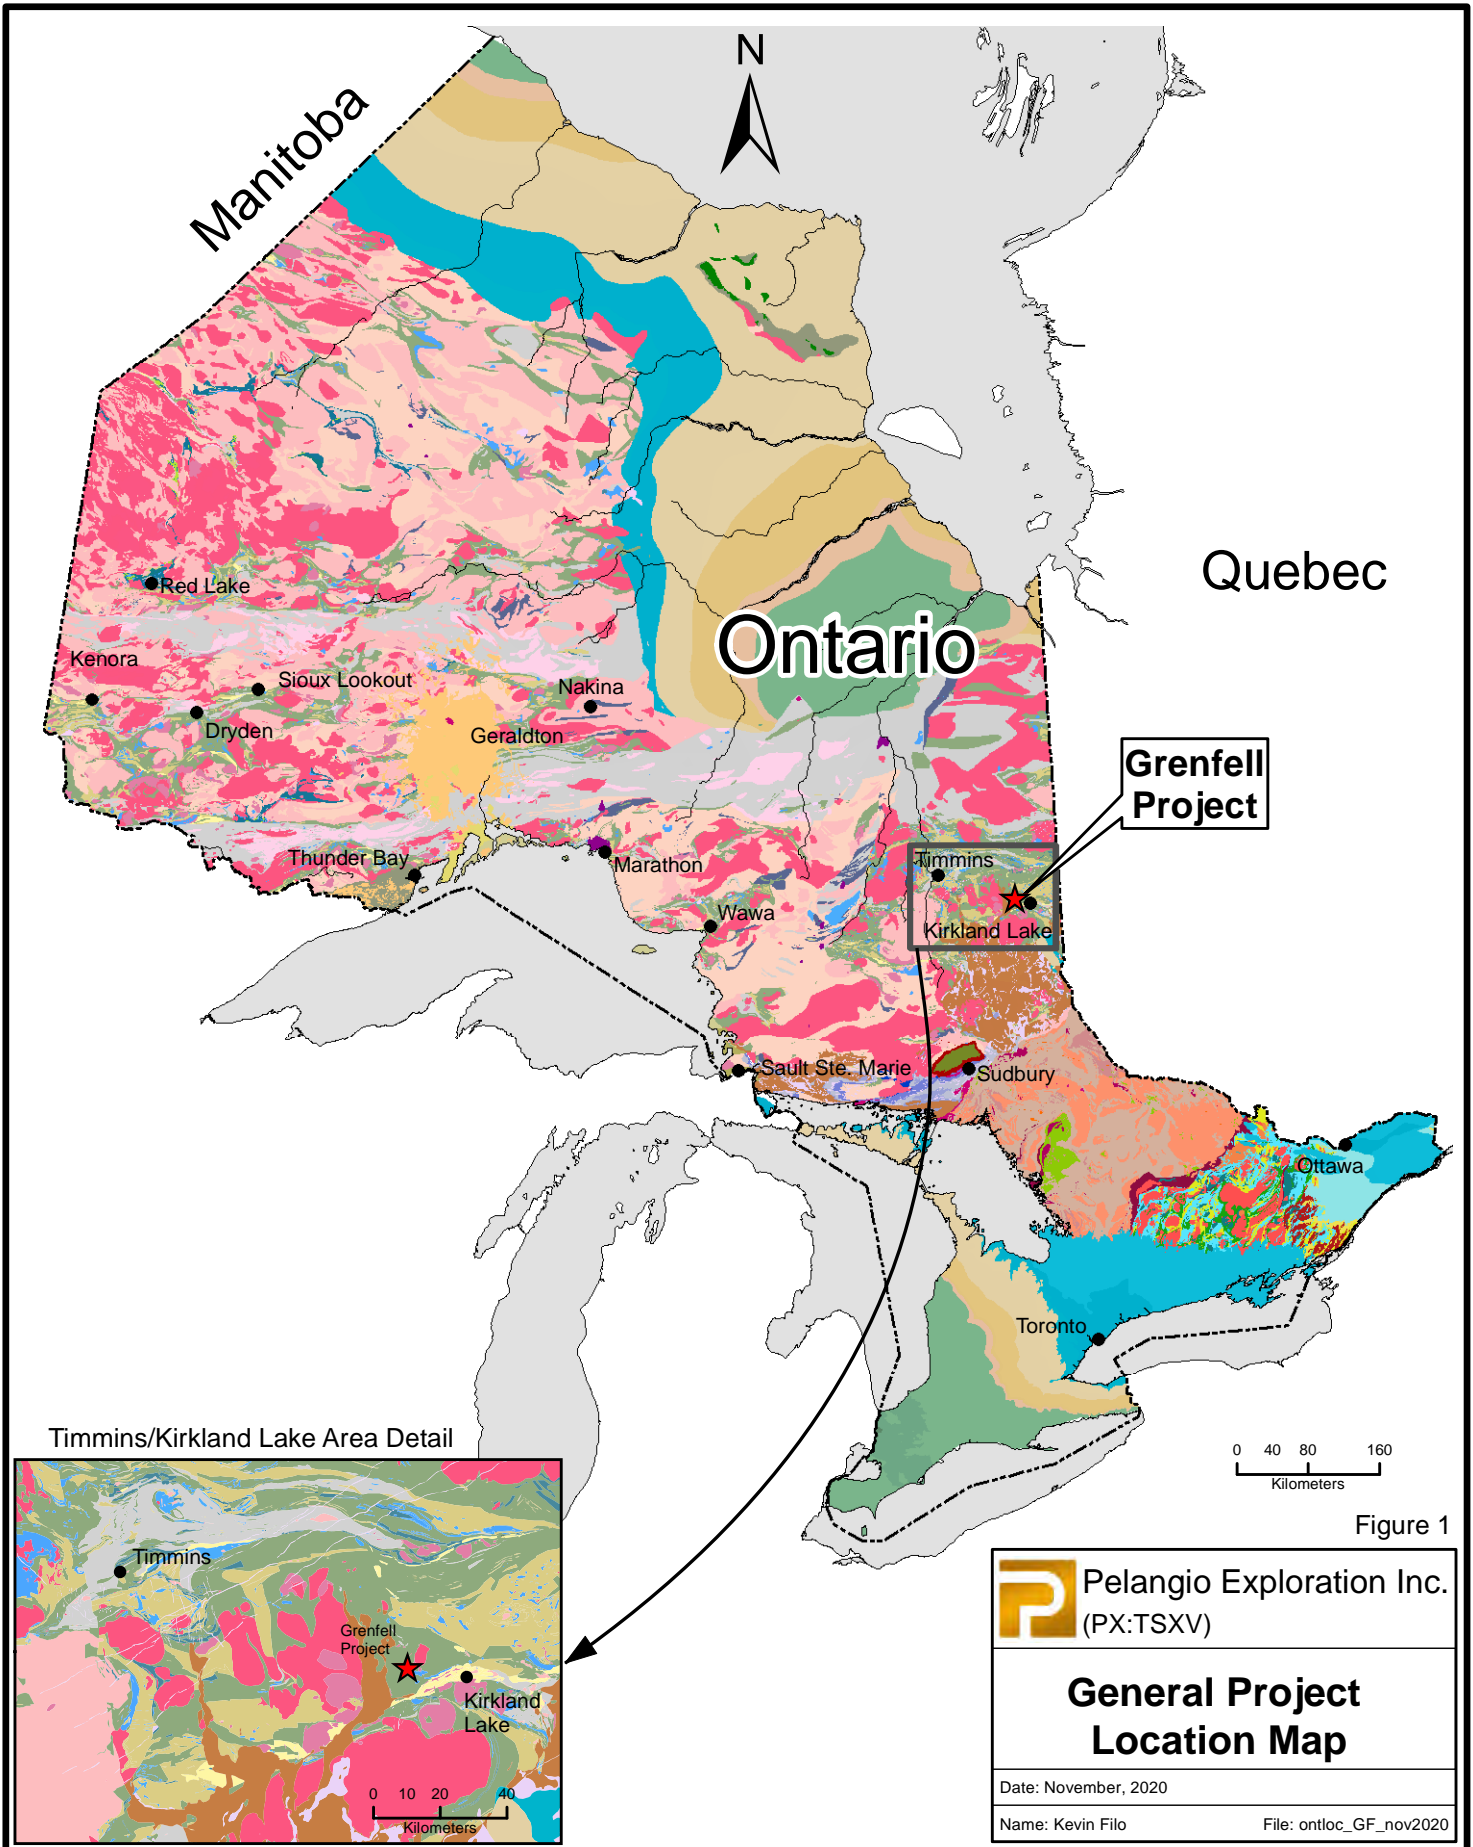 N
Manitoba
Quebec
Ontario
Red Lake
Kenora
Sioux Lookout
Dryden
Nakina
Geraldton
Grenfell
Project
Thunder Bay
Marathon
Timmins
Wawa
Kirkland Lake
Sault Ste. Marie
Sudbury
Ottawa
Toronto
Timmins/Kirkland Lake Area Detail
0 40 80 160
Kilometers
Timmins
Grenfell
Project
Kirkland
Lake
0 10 20 40
Kilometers
Figure 1
Pelangio Exploration Inc.
(PX:TSXV)
General Project
Location Map
Date: November, 2020
Name: Kevin Filo File: ontloc_GF_nov2020